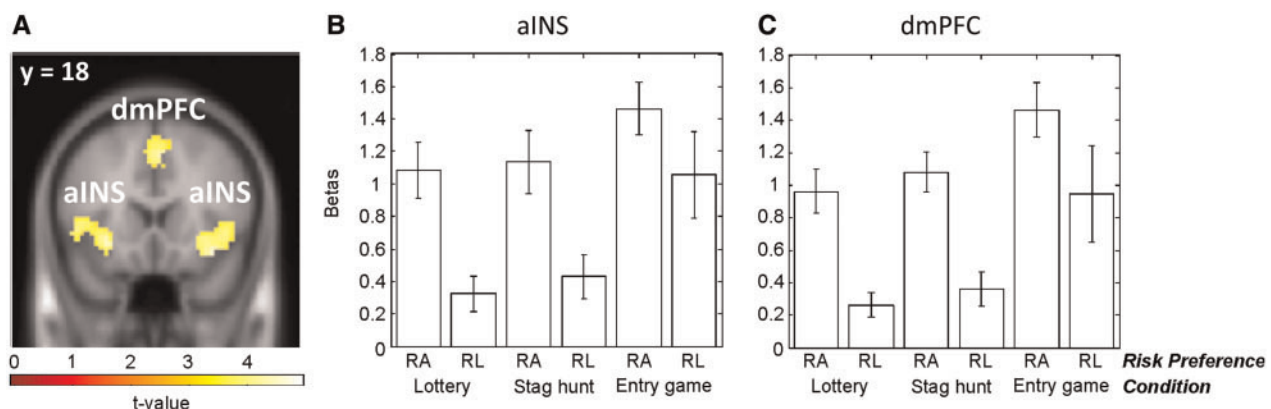 A
y = 18
dmPFC
aINS aINS
0 1 2 3 4
t-value
B aINS
Betas
1.8
1.6
1.4
1.2
1
0.8
0.6
0.4
0.2
0
RA RL RA RL RA RL
Lottery Stag hunt Entry game
C dmPFC
1.8
1.6
1.4
1.2
1
0.8
0.6
0.4
0.2
0
RA RL RA RL RA RL Risk Preference
Lottery Stag hunt Entry game Condition